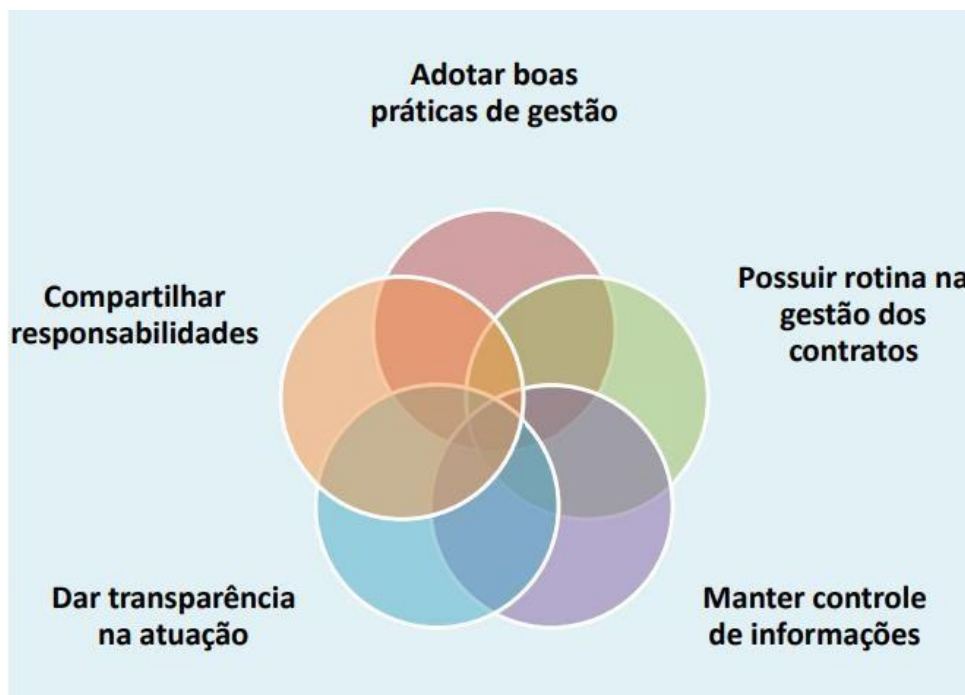 Adotar boas
práticas de gestão
Compartilhar
responsabilidades
Possuir rotina na
gestão dos
contratos
Dar transparência
na atuação
Manter controle
de informações